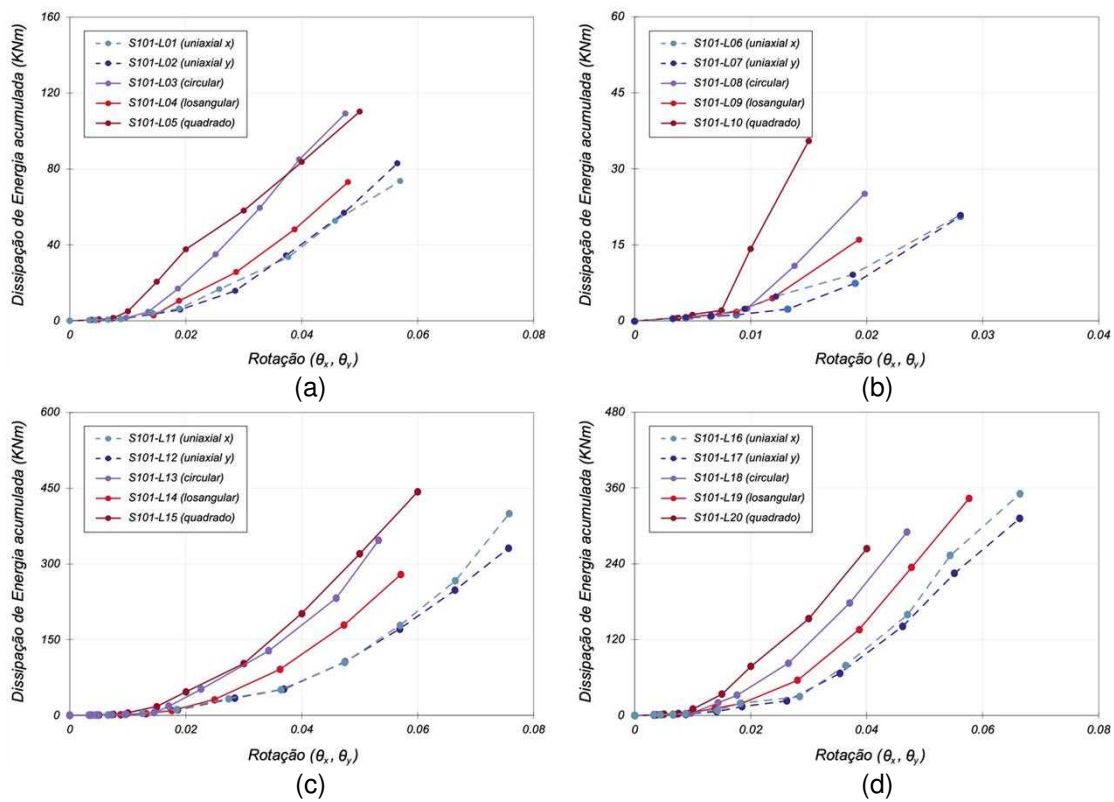 160
120
80
40
0
Dissipação de Energia acumulada (KNm)
S101-L01 (uniaxial x)
S101-L02 (uniaxial y)
S101-L03 (circular)
S101-L04 (losangular)
S101-L05 (quadrado)
0 0.02 0.04 0.06 0.08
Rotação (θx, θy)
(a)
60
45
30
15
0
Dissipação de Energia acumulada (KNm)
S101-L06 (uniaxial x)
S101-L07 (uniaxial y)
S101-L08 (circular)
S101-L09 (losangular)
S101-L10 (quadrado)
0 0.01 0.02 0.03 0.04
Rotação (θx, θy)
(b)
600
450
300
150
0
Dissipação de Energia acumulada (KNm)
S101-L11 (uniaxial x)
S101-L12 (uniaxial y)
S101-L13 (circular)
S101-L14 (losangular)
S101-L15 (quadrado)
0 0.02 0.04 0.06 0.08
Rotação (θx, θy)
(c)
480
360
240
120
0
Dissipação de Energia acumulada (KNm)
S101-L16 (uniaxial x)
S101-L17 (uniaxial y)
S101-L18 (circular)
S101-L19 (losangular)
S101-L20 (quadrado)
0 0.02 0.04 0.06 0.08
Rotação (θx, θy)
(d)